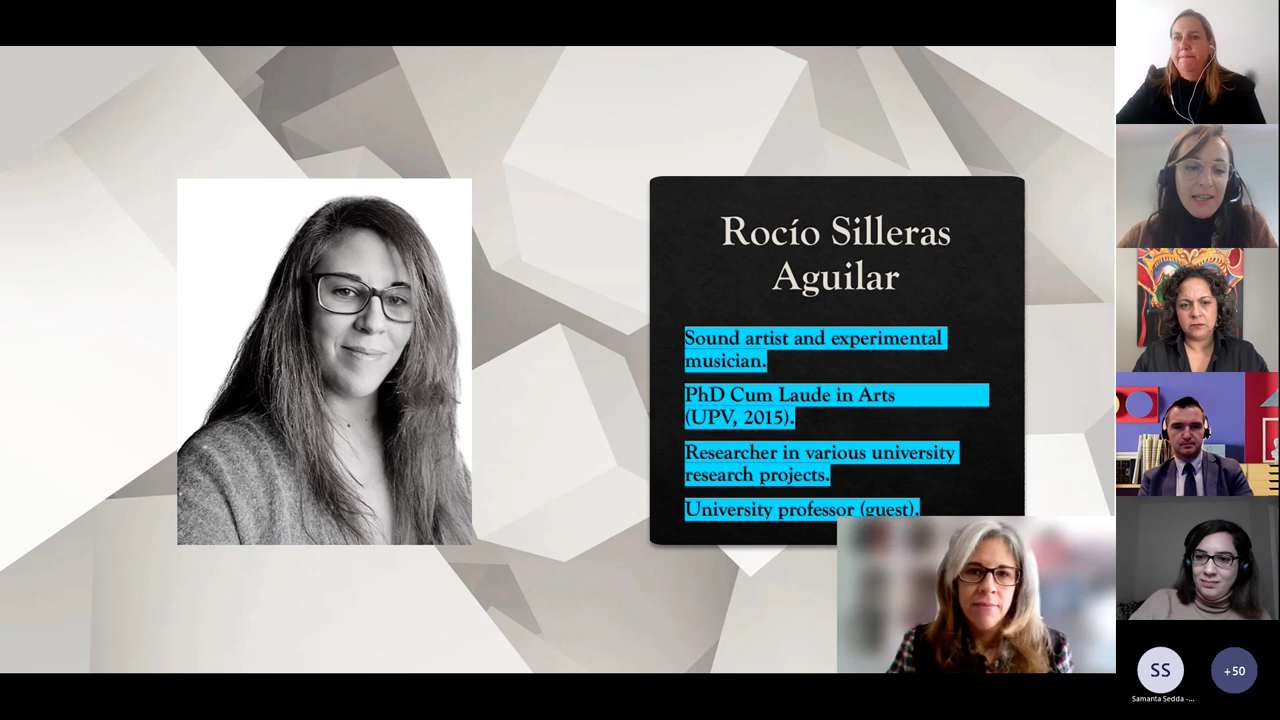 Rocío Silleras
Aguilar
Sound artist and experimental
musician.
PhD Cum Laude in Arts
(UPV, 2015).
Researcher in various university
research projects.
University professor (guest).
SS
+50
Samanta Sedda -...